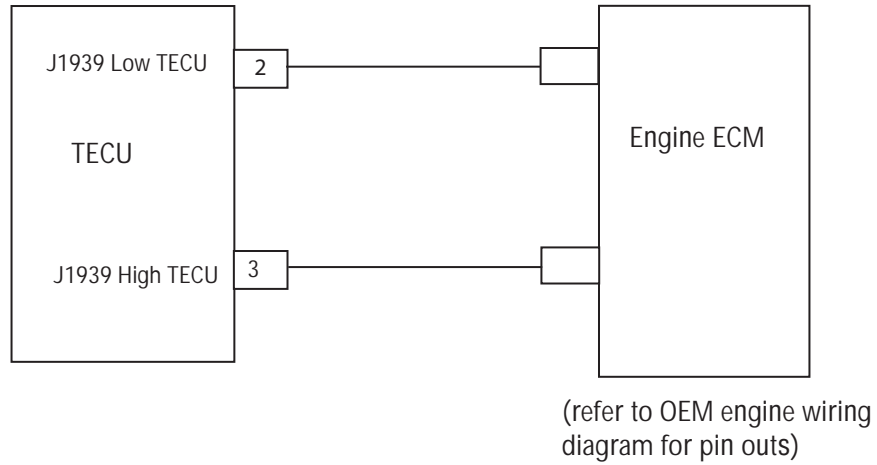 J1939 Low TECU
2
TECU
Engine ECM
J1939 High TECU
3
(refer to OEM engine wiring
diagram for pin outs)